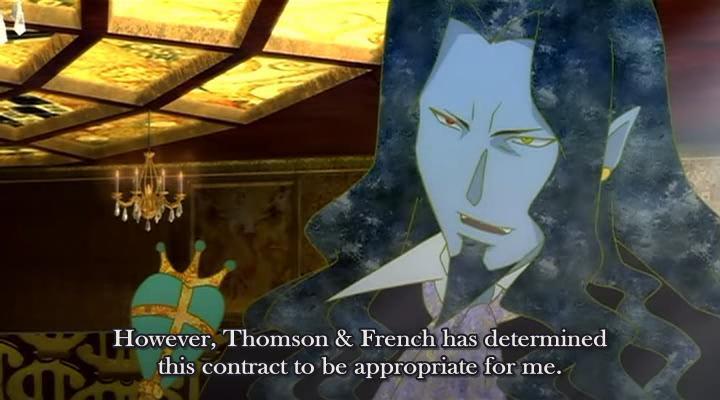 However, Thomson & French has determined
this contract to be appropriate for me.